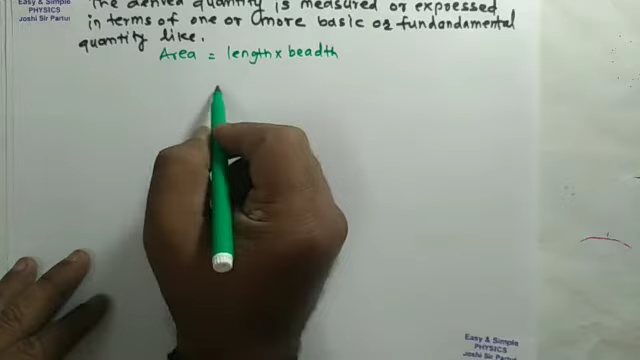 Easy & Simple
PHYSICS
Joshi Sir Partur
The derived quantity is measured or expressed
in terms of one or more basic or fundandamental
quantity like.
Area = length x beadth
Easy & Simple
PHYSICS
Joshi Sir Partur